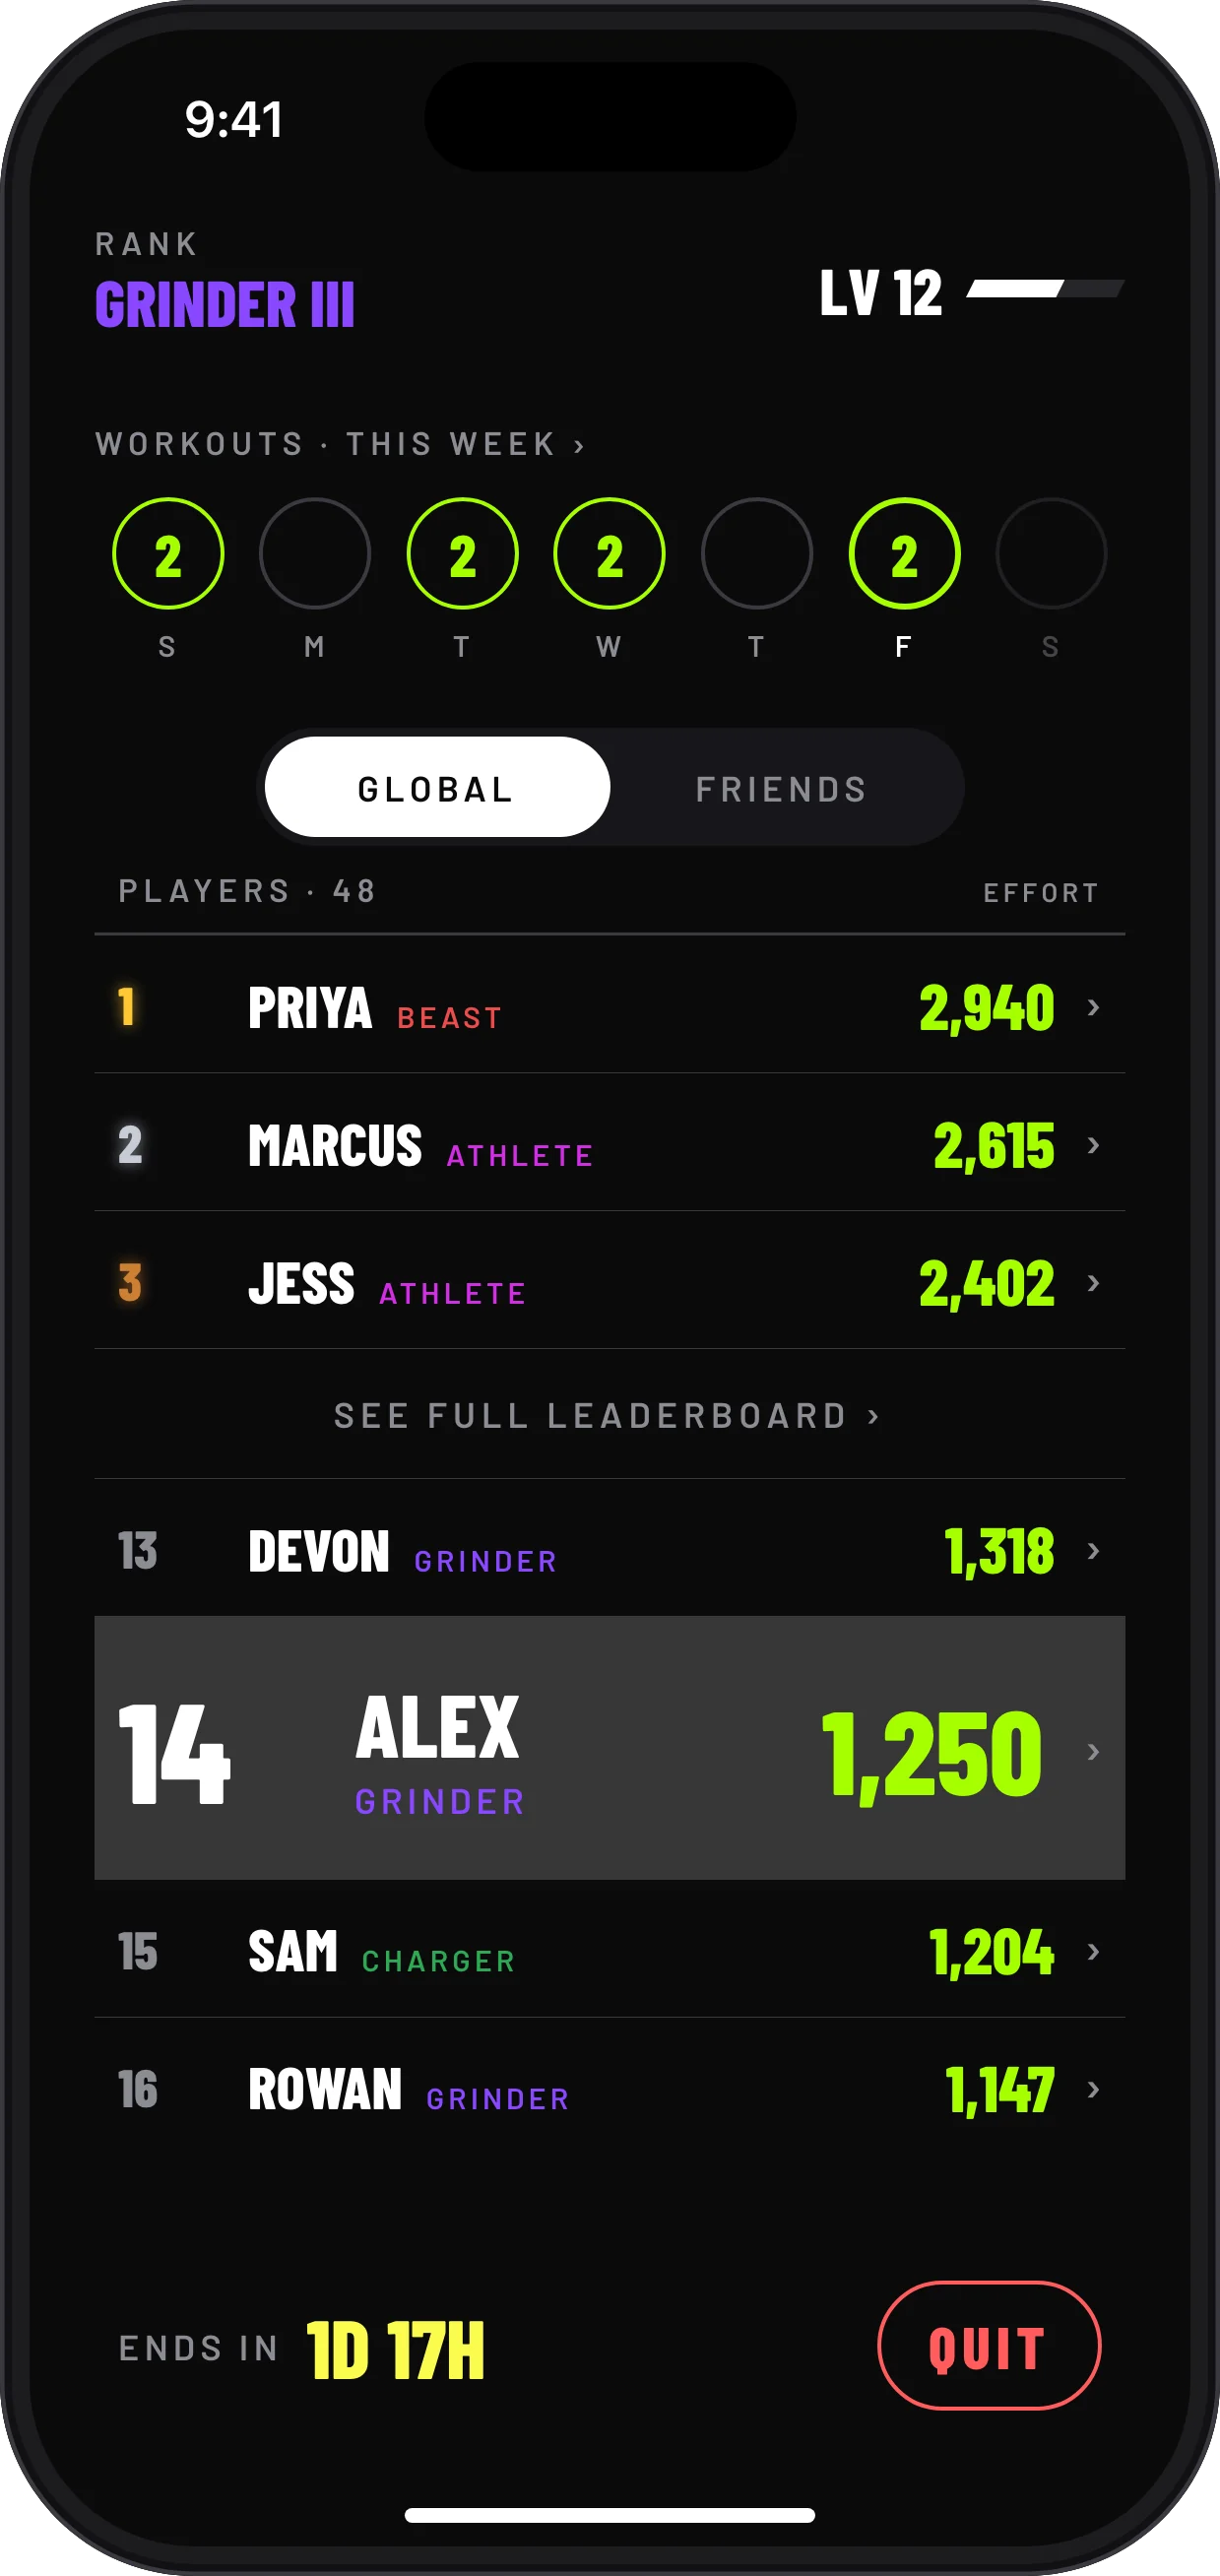 9:41
RANK
GRINDER III
LV 12
WORKOUTS · THIS WEEK ›
2 2 2 2
S M T W T F S
GLOBAL FRIENDS
PLAYERS · 48 EFFORT
1 PRIYA BEAST 2,940 ›
2 MARCUS ATHLETE 2,615 ›
3 JESS ATHLETE 2,402 ›
SEE FULL LEADERBOARD ›
13 DEVON GRINDER 1,318 ›
14 ALEX 1,250 ›
GRINDER
15 SAM CHARGER 1,204 ›
16 ROWAN GRINDER 1,147 ›
ENDS IN 1D 17H QUIT